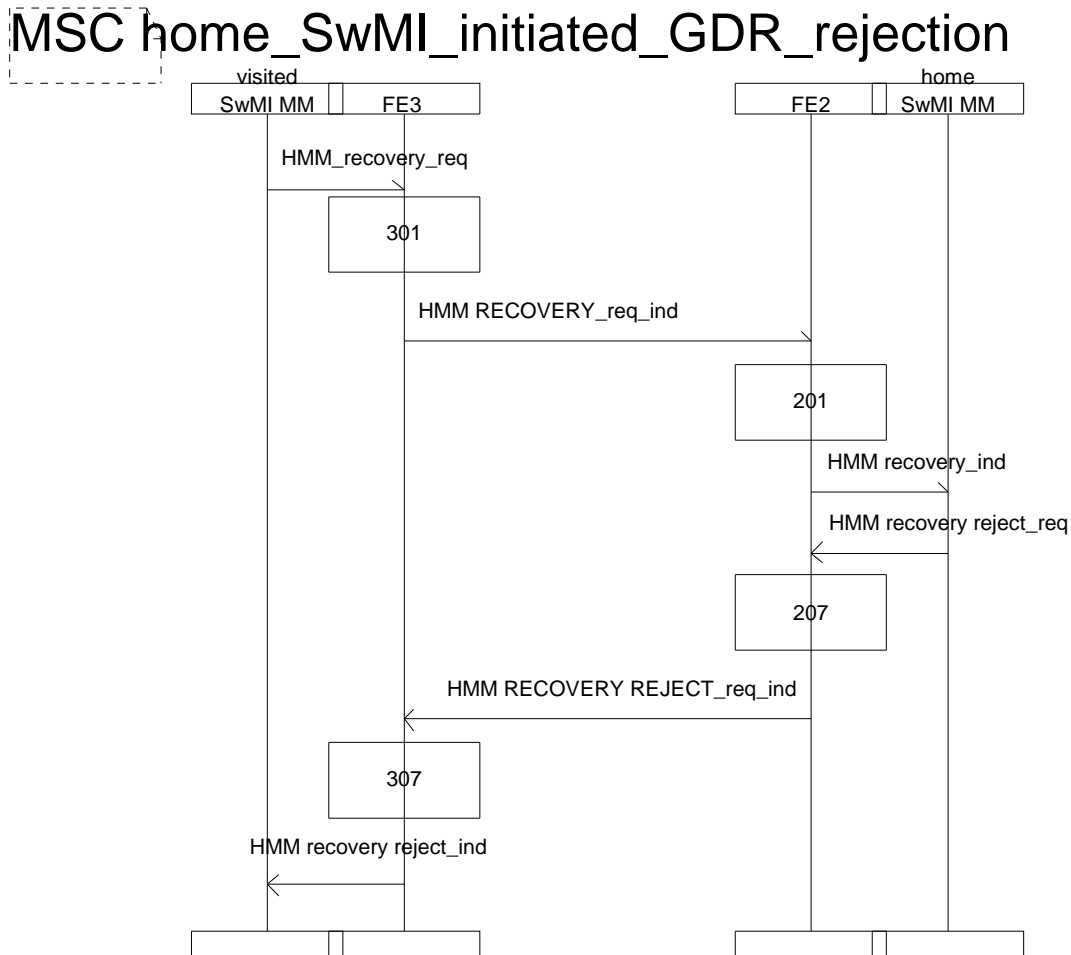 MSC home_SwMI_initiated_GDR_rejection
visited
SwMI MM
FE3
FE2
home
SwMI MM
HMM_recovery_req
301
HMM RECOVERY_req_ind
201
HMM recovery_ind
HMM recovery reject_req
207
HMM RECOVERY REJECT_req_ind
307
HMM recovery reject_ind